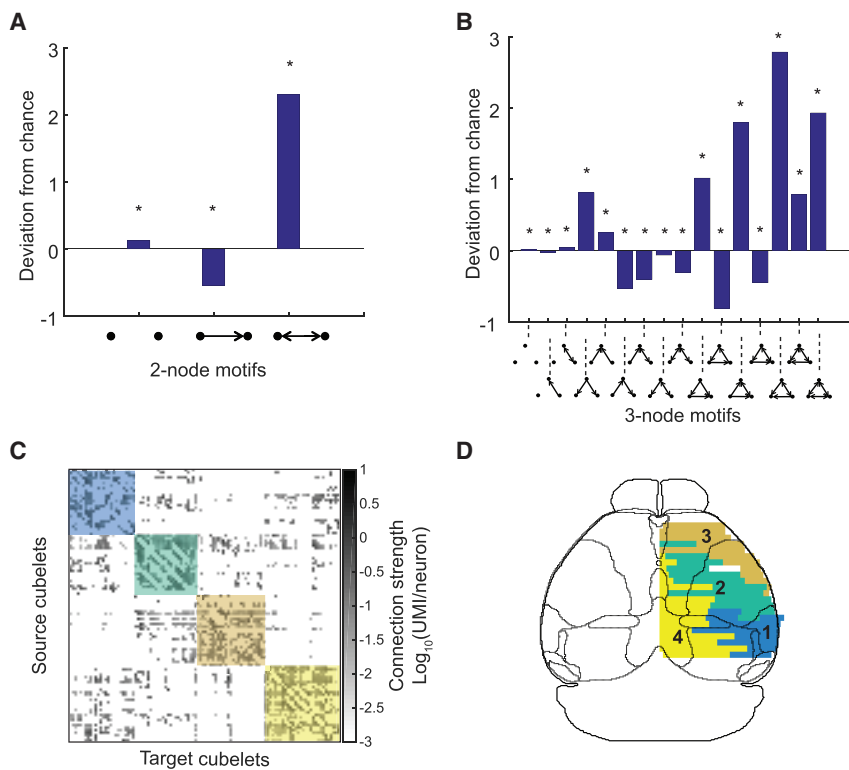 A
Deviation from chance
3
2
1
0
-1
*
*
*
2-node motifs
B
Deviation from chance
3
2
1
0
-1
* * * * * * * * * * * * * * * *
3-node motifs
C
Source cubelets
Target cubelets
1
0.5
0
-0.5
-1
-1.5
-2
-2.5
-3
Connection strength
Log10(UMI/neuron)
D
3
2
1
4